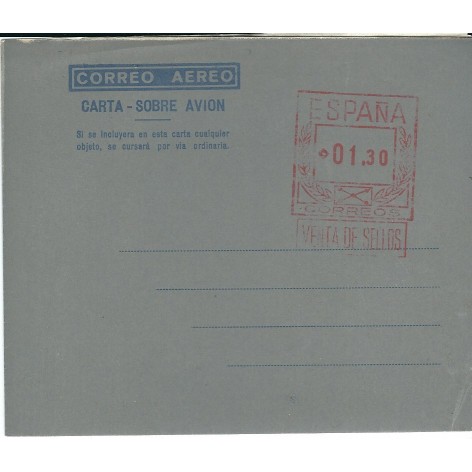 CORREO AEREO
CARTA - SOBRE AVION
Si se incluyera en esta carta cualquier
objeto, se cursará por vía ordinaria.
ESPAÑA
01,30
CORREOS
VENTA DE SELLOS